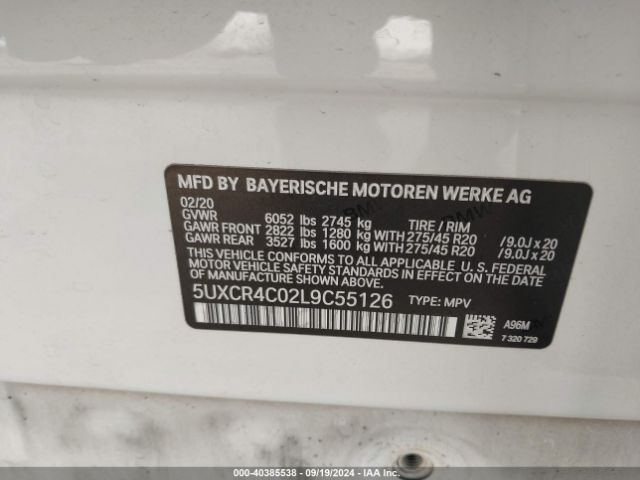 MFD BY BAYERISCHE MOTOREN WERKE AG
02/20
GVWR 6052 lbs 2745 kg TIRE / RIM
GAWR FRONT 2822 lbs 1280 kg WITH 275/45 R20 /9.0J x 20
GAWR REAR 3527 lbs 1600 kg WITH 275/45 R20 /9.0J x 20
THIS VEHICLE CONFORMS TO ALL APPLICABLE U.S. FEDERAL
MOTOR VEHICLE SAFETY STANDARDS IN EFFECT ON THE DATE
OF MANUFACTURE SHOWN ABOVE.
5UXCR4C02L9C55126 TYPE: MPV
A96M
7 320 729
000-40385538 - 09/19/2024 - IAA Inc.